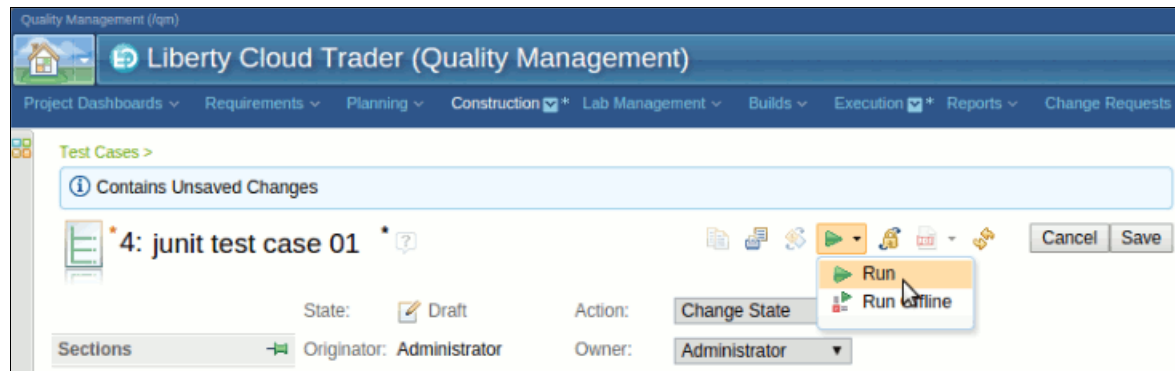 Quality Management (/qm)
Liberty Cloud Trader (Quality Management)
Project Dashboards Requirements Planning Construction * Lab Management Builds Execution * Reports Change Requests
Test Cases >
Contains Unsaved Changes
*4: junit test case 01 * ?
Cancel Save
Run
Run Offline
State: Draft Action: Change State
Sections Originator: Administrator Owner: Administrator